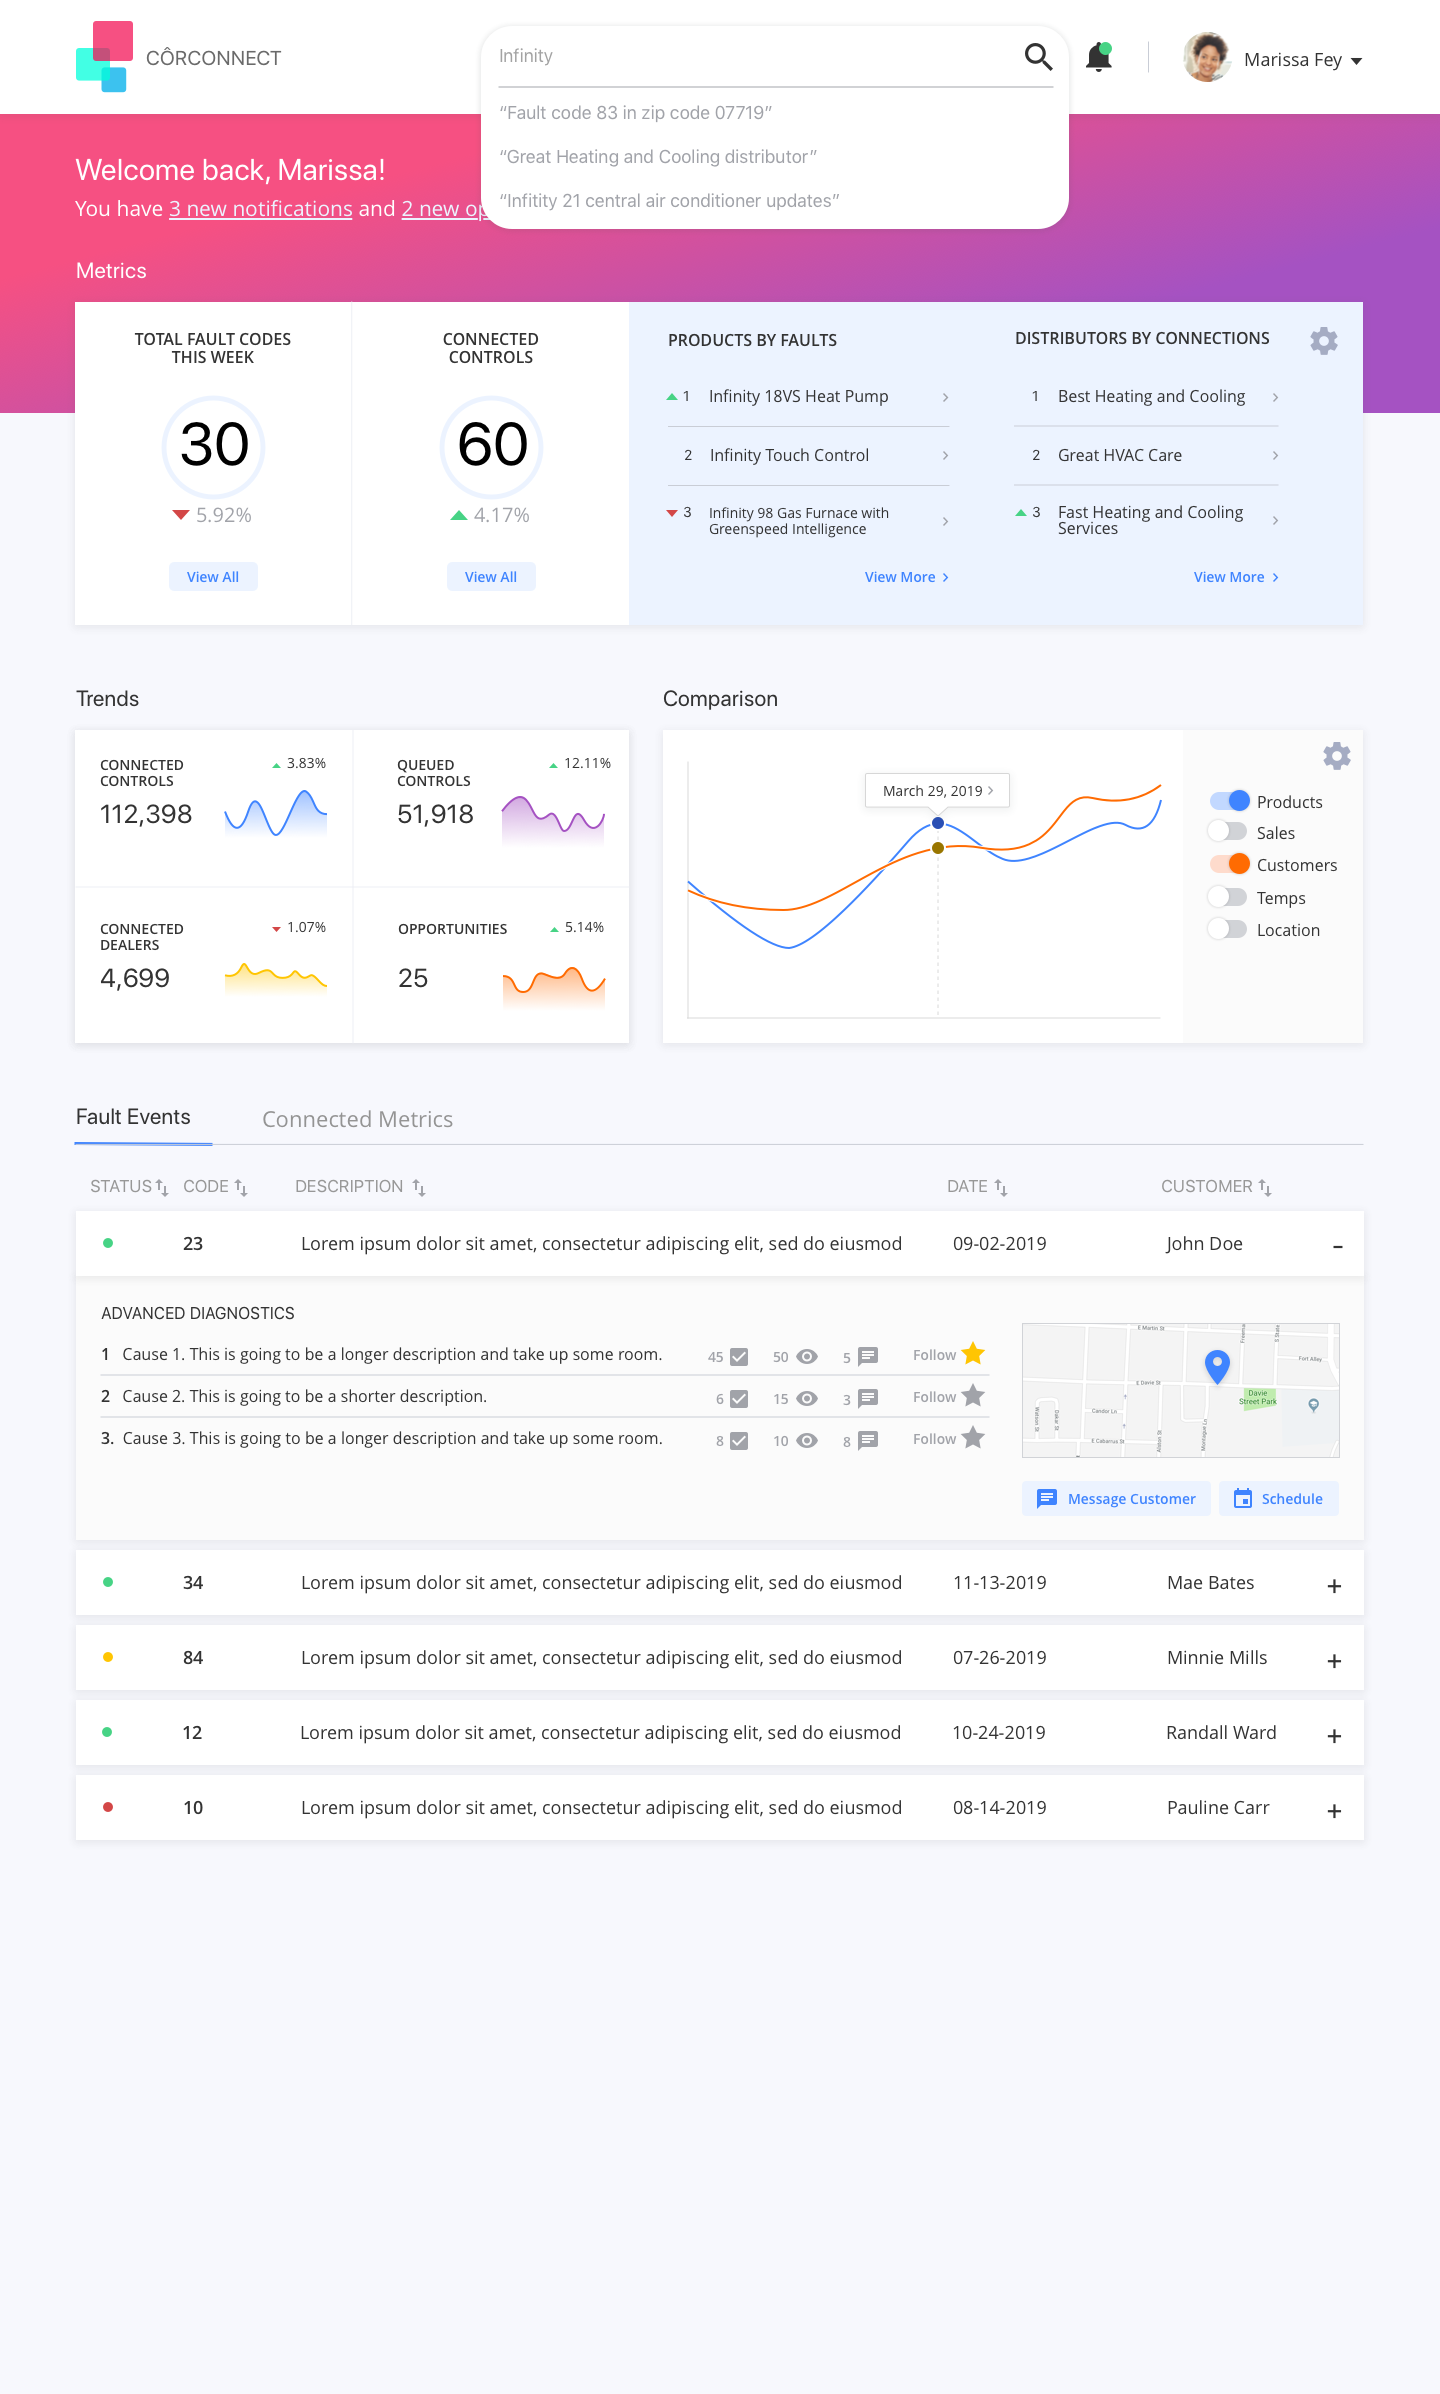 CÔRCONNECT
Infinity
Marissa Fey
“Fault code 83 in zip code 07719”
“Great Heating and Cooling distributor”
“Infitity 21 central air conditioner updates”
Welcome back, Marissa!
You have 3 new notifications and 2 new op
Metrics
TOTAL FAULT CODES
THIS WEEK
30
5.92%
View All
CONNECTED
CONTROLS
60
4.17%
View All
PRODUCTS BY FAULTS
1 Infinity 18VS Heat Pump
2 Infinity Touch Control
3 Infinity 98 Gas Furnace with
Greenspeed Intelligence
View More
DISTRIBUTORS BY CONNECTIONS
1 Best Heating and Cooling
2 Great HVAC Care
3 Fast Heating and Cooling
Services
View More
Trends
CONNECTED
CONTROLS
3.83%
112,398
QUEUED
CONTROLS
12.11%
51,918
CONNECTED
DEALERS
1.07%
4,699
OPPORTUNITIES
5.14%
25
Comparison
March 29, 2019
Products
Sales
Customers
Temps
Location
Fault Events
Connected Metrics
STATUS CODE DESCRIPTION DATE CUSTOMER
23 Lorem ipsum dolor sit amet, consectetur adipiscing elit, sed do eiusmod 09-02-2019 John Doe –
ADVANCED DIAGNOSTICS
1 Cause 1. This is going to be a longer description and take up some room. 45 50 5 Follow
2 Cause 2. This is going to be a shorter description. 6 15 3 Follow
3. Cause 3. This is going to be a longer description and take up some room. 8 10 8 Follow
E Martin St
Freeman
S State
Fort Alley
E Davie St
Davie
Street Park
Candor Ln
Watson St
Dakar St
E Cabarrus St
Alston St
Montague Ln
Message Customer
Schedule
34 Lorem ipsum dolor sit amet, consectetur adipiscing elit, sed do eiusmod 11-13-2019 Mae Bates +
84 Lorem ipsum dolor sit amet, consectetur adipiscing elit, sed do eiusmod 07-26-2019 Minnie Mills +
12 Lorem ipsum dolor sit amet, consectetur adipiscing elit, sed do eiusmod 10-24-2019 Randall Ward +
10 Lorem ipsum dolor sit amet, consectetur adipiscing elit, sed do eiusmod 08-14-2019 Pauline Carr +